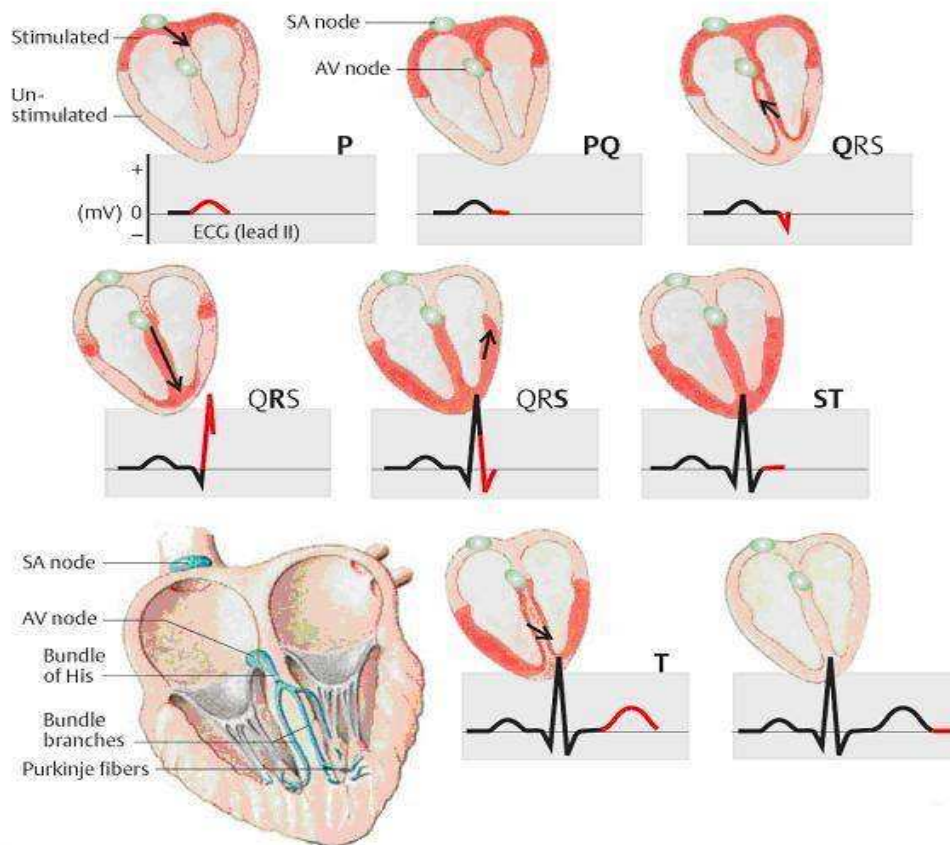 Stimulated
Un-
stimulated
SA node
AV node
P
PQ
QRS
+
(mV) 0
−
ECG (lead II)
QRS
QRS
ST
SA node
AV node
Bundle
of His
Bundle
branches
Purkinje fibers
T